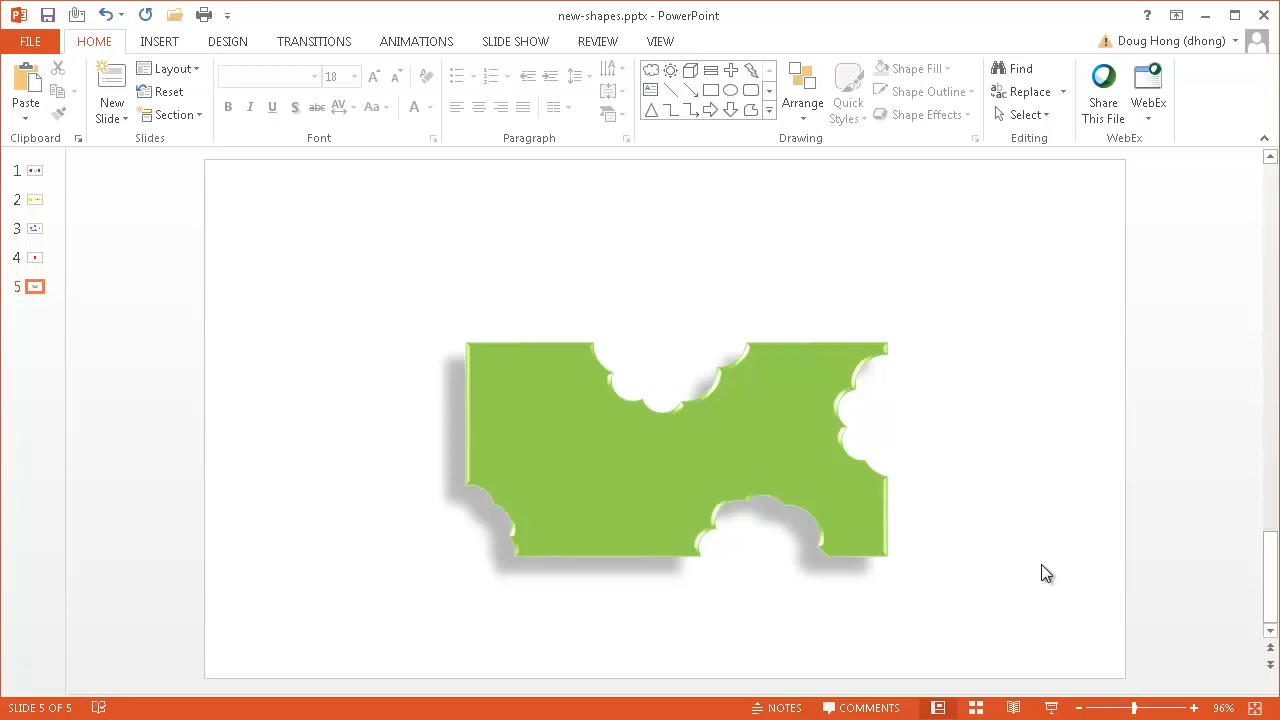 new-shapes.pptx - PowerPoint
FILE HOME INSERT DESIGN TRANSITIONS ANIMATIONS SLIDE SHOW REVIEW VIEW Doug Hong (dhong)
Paste
New
Slide
Layout
Reset
Section
18
B I U S abc AV Aa A
Arrange
Quick
Styles
Shape Fill
Shape Outline
Shape Effects
Find
Replace
Select
Share
This File
WebEx
Clipboard Slides Font Paragraph Drawing Editing WebEx
1
2
3
4
5
SLIDE 5 OF 5 NOTES COMMENTS 96%